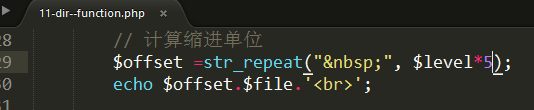 11-dir--function.php
28 // 计算缩进单位
29 $offset =str_repeat("&nbsp;", $level*5);
30 echo $offset.$file.'<br>';